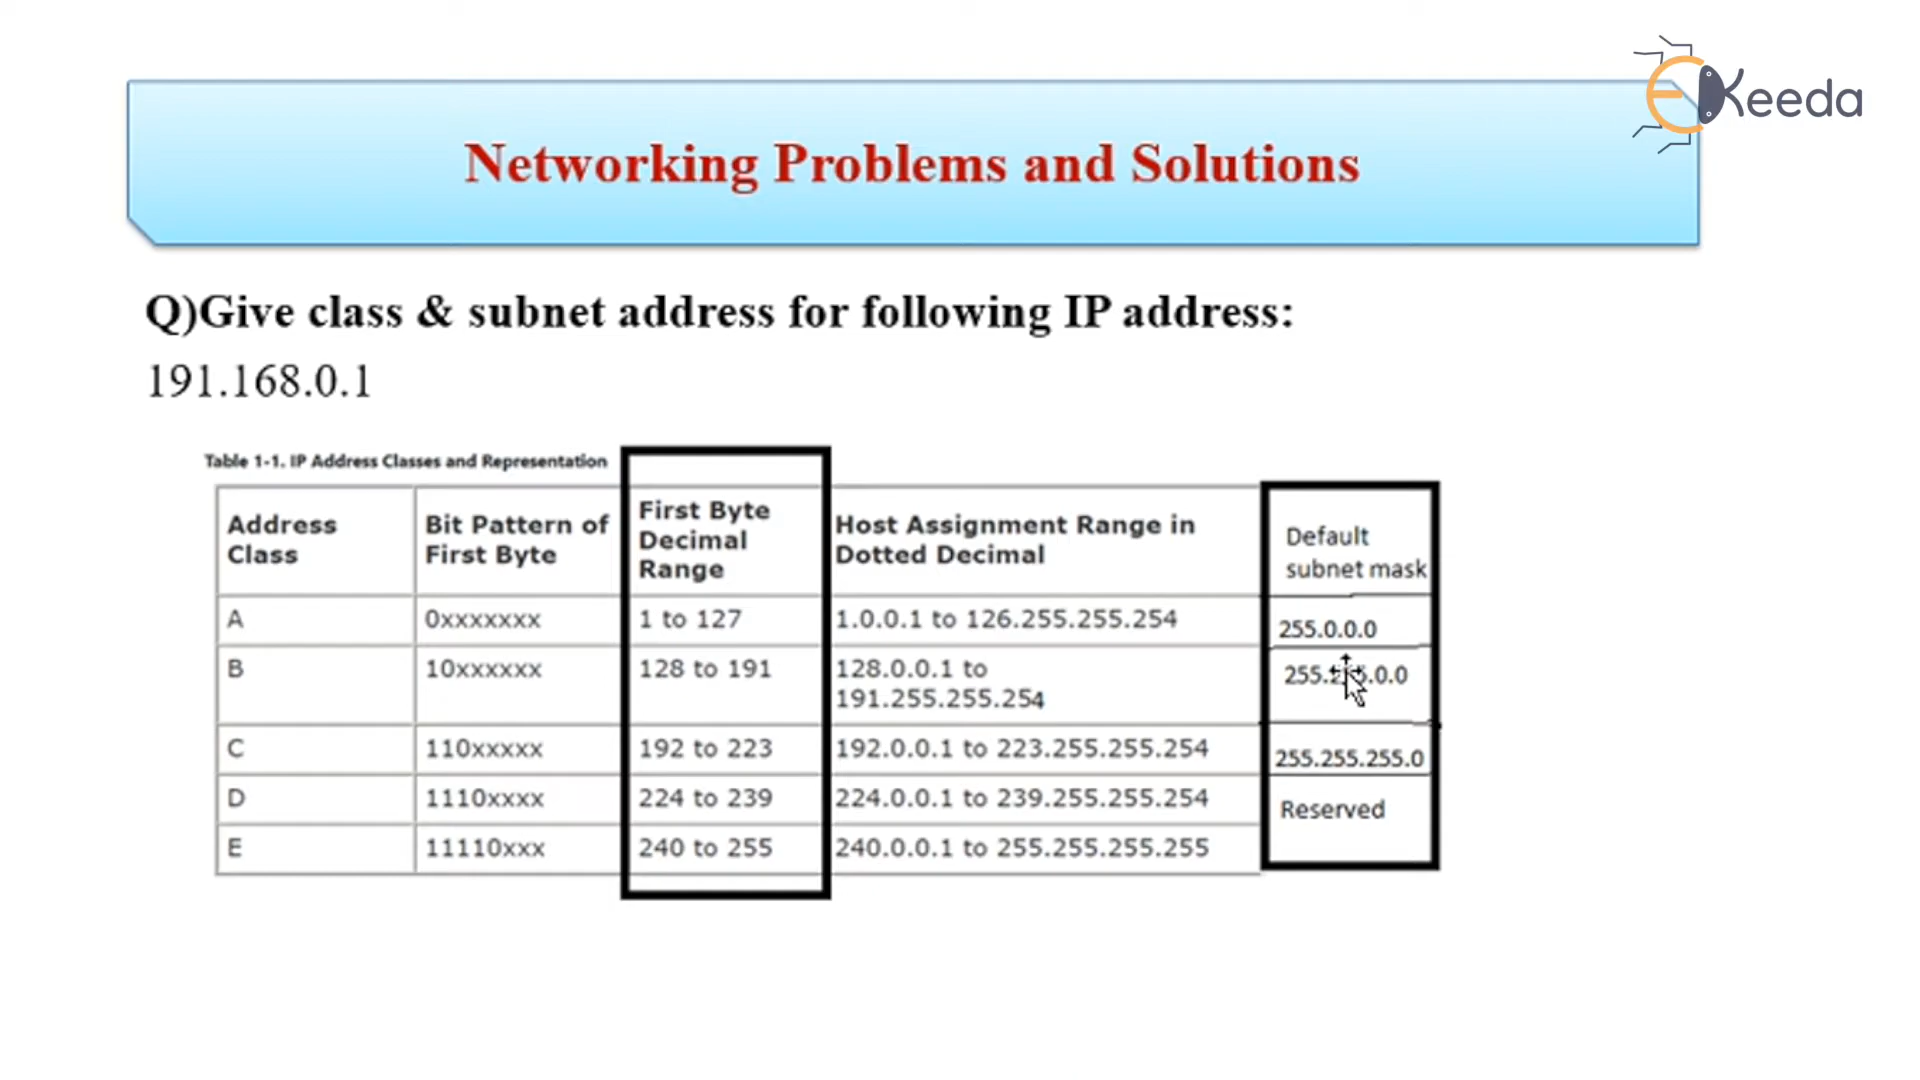 EKeeda
Networking Problems and Solutions
Q)Give class & subnet address for following IP address:
191.168.0.1
Table 1-1. IP Address Classes and Representation
Address Class
Bit Pattern of First Byte
First Byte Decimal Range
Host Assignment Range in Dotted Decimal
Default subnet mask
A 0xxxxxxx 1 to 127 1.0.0.1 to 126.255.255.254 255.0.0.0
B 10xxxxxx 128 to 191 128.0.0.1 to 191.255.255.254 255.255.0.0
C 110xxxxx 192 to 223 192.0.0.1 to 223.255.255.254 255.255.255.0
D 1110xxxx 224 to 239 224.0.0.1 to 239.255.255.254 Reserved
E 11110xxx 240 to 255 240.0.0.1 to 255.255.255.255